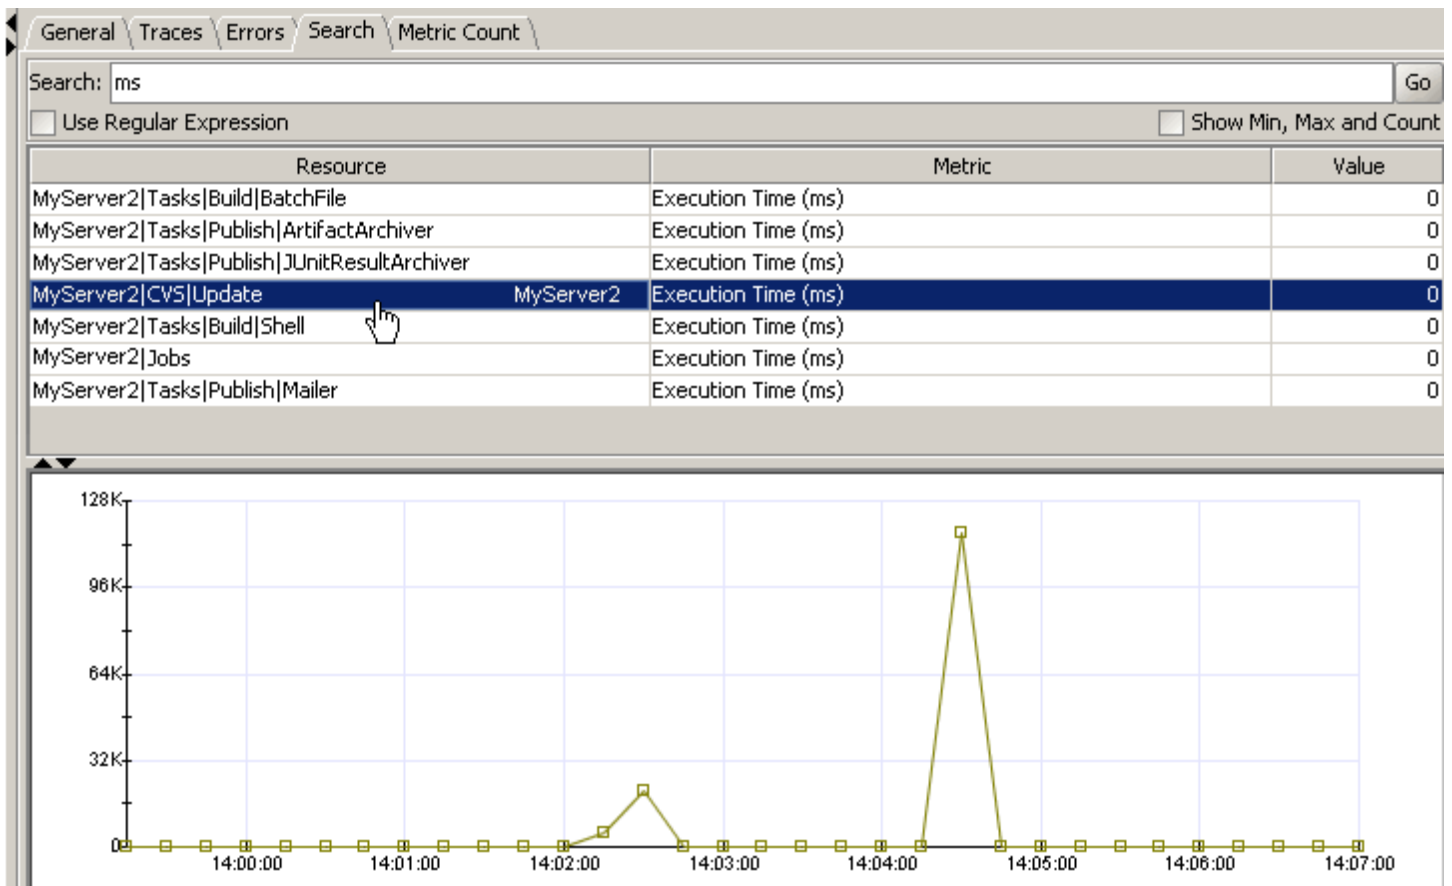 General Traces Errors Search Metric Count
Search: ms Go
Use Regular Expression Show Min, Max and Count
Resource Metric Value
MyServer2|Tasks|Build|BatchFile Execution Time (ms) 0
MyServer2|Tasks|Publish|ArtifactArchiver Execution Time (ms) 0
MyServer2|Tasks|Publish|JUnitResultArchiver Execution Time (ms) 0
MyServer2|CVS|Update MyServer2 Execution Time (ms) 0
MyServer2|Tasks|Build|Shell Execution Time (ms) 0
MyServer2|Jobs Execution Time (ms) 0
MyServer2|Tasks|Publish|Mailer Execution Time (ms) 0
128K
96K
64K
32K
0
14:00:00 14:01:00 14:02:00 14:03:00 14:04:00 14:05:00 14:06:00 14:07:00